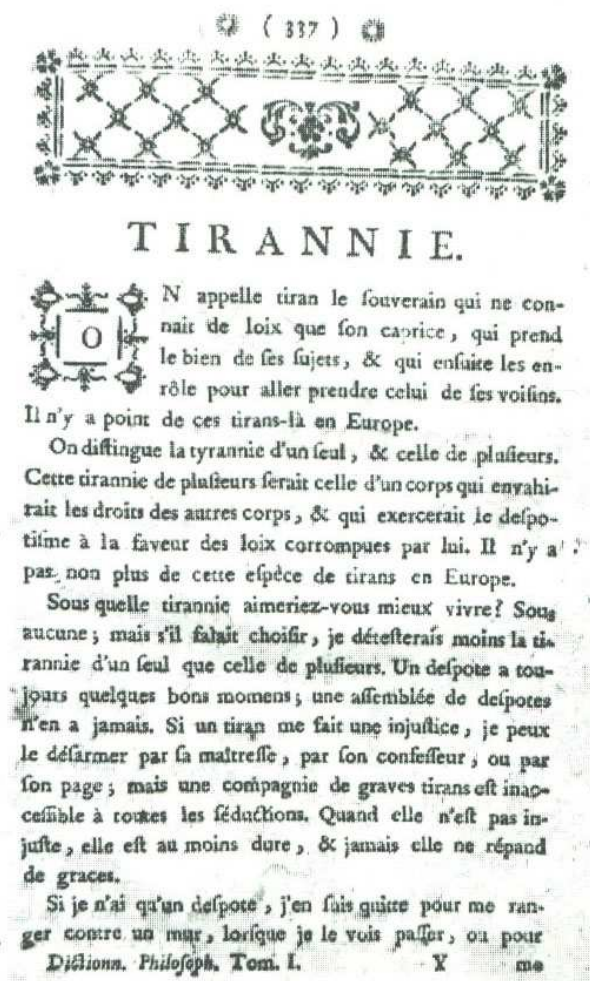 ( 337 )
TIRANNIE.
ON appelle tiran le ſouverain qui ne con-
nait de loix que ſon caprice, qui prend
le bien de ſes ſujets, & qui enſuite les en-
rôle pour aller prendre celui de ſes voiſins.
Il n'y a point de ces tirans-là en Europe.
On diſtingue la tyrannie d'un ſeul, & celle de pluſieurs.
Cette tirannie de pluſieurs ſerait celle d'un corps qui envahi-
rait les droits des autres corps, & qui exercerait le deſpo-
tiſme à la faveur des loix corrompues par lui. Il n'y a
pas non plus de cette eſpèce de tirans en Europe.
Sous quelle tirannie aimeriez-vous mieux vivre? Sous
aucune; mais s'il falait choiſir, je déteſterais moins la ti-
rannie d'un ſeul que celle de pluſieurs. Un deſpote a tou-
jours quelques bons momens; une aſſemblée de deſpotes
n'en a jamais. Si un tiran me fait une injuſtice, je peux
le déſarmer par ſa maîtreſſe, par ſon confeſſeur, ou par
ſon page; mais une compagnie de graves tirans eſt inac-
ceſſible à toutes les ſéductions. Quand elle n'eſt pas in-
juſte, elle eſt au moins dure, & jamais elle ne répand
de graces.
Si je n'ai qu'un deſpote, j'en ſuis quitte pour me ran-
ger contre un mur, lorſque je le vois paſſer, ou pour
Dictionn. Philoſoph. Tom. I. Y me